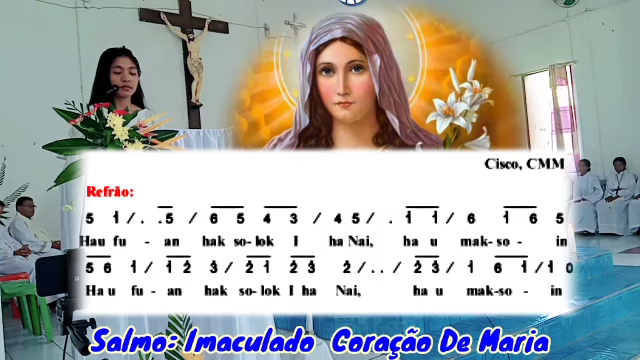 Cisco, CMM
Refrão:
5 1 / . . 5 / 6 5 4 3 / 4 5 / . 1 1 / 6 1 6 5
Hau fu - an hak so - lok I ha Nai, ha u mak - so - in
5 6 1 / 1 2 3 / 2 1 2 3 2 / . . / 2 3 / 1 6 1 / 1 0
Ha u fu - an hak so - lok I ha Nai, ha u mak-so - in
Salmo: Imaculado Coração De Maria